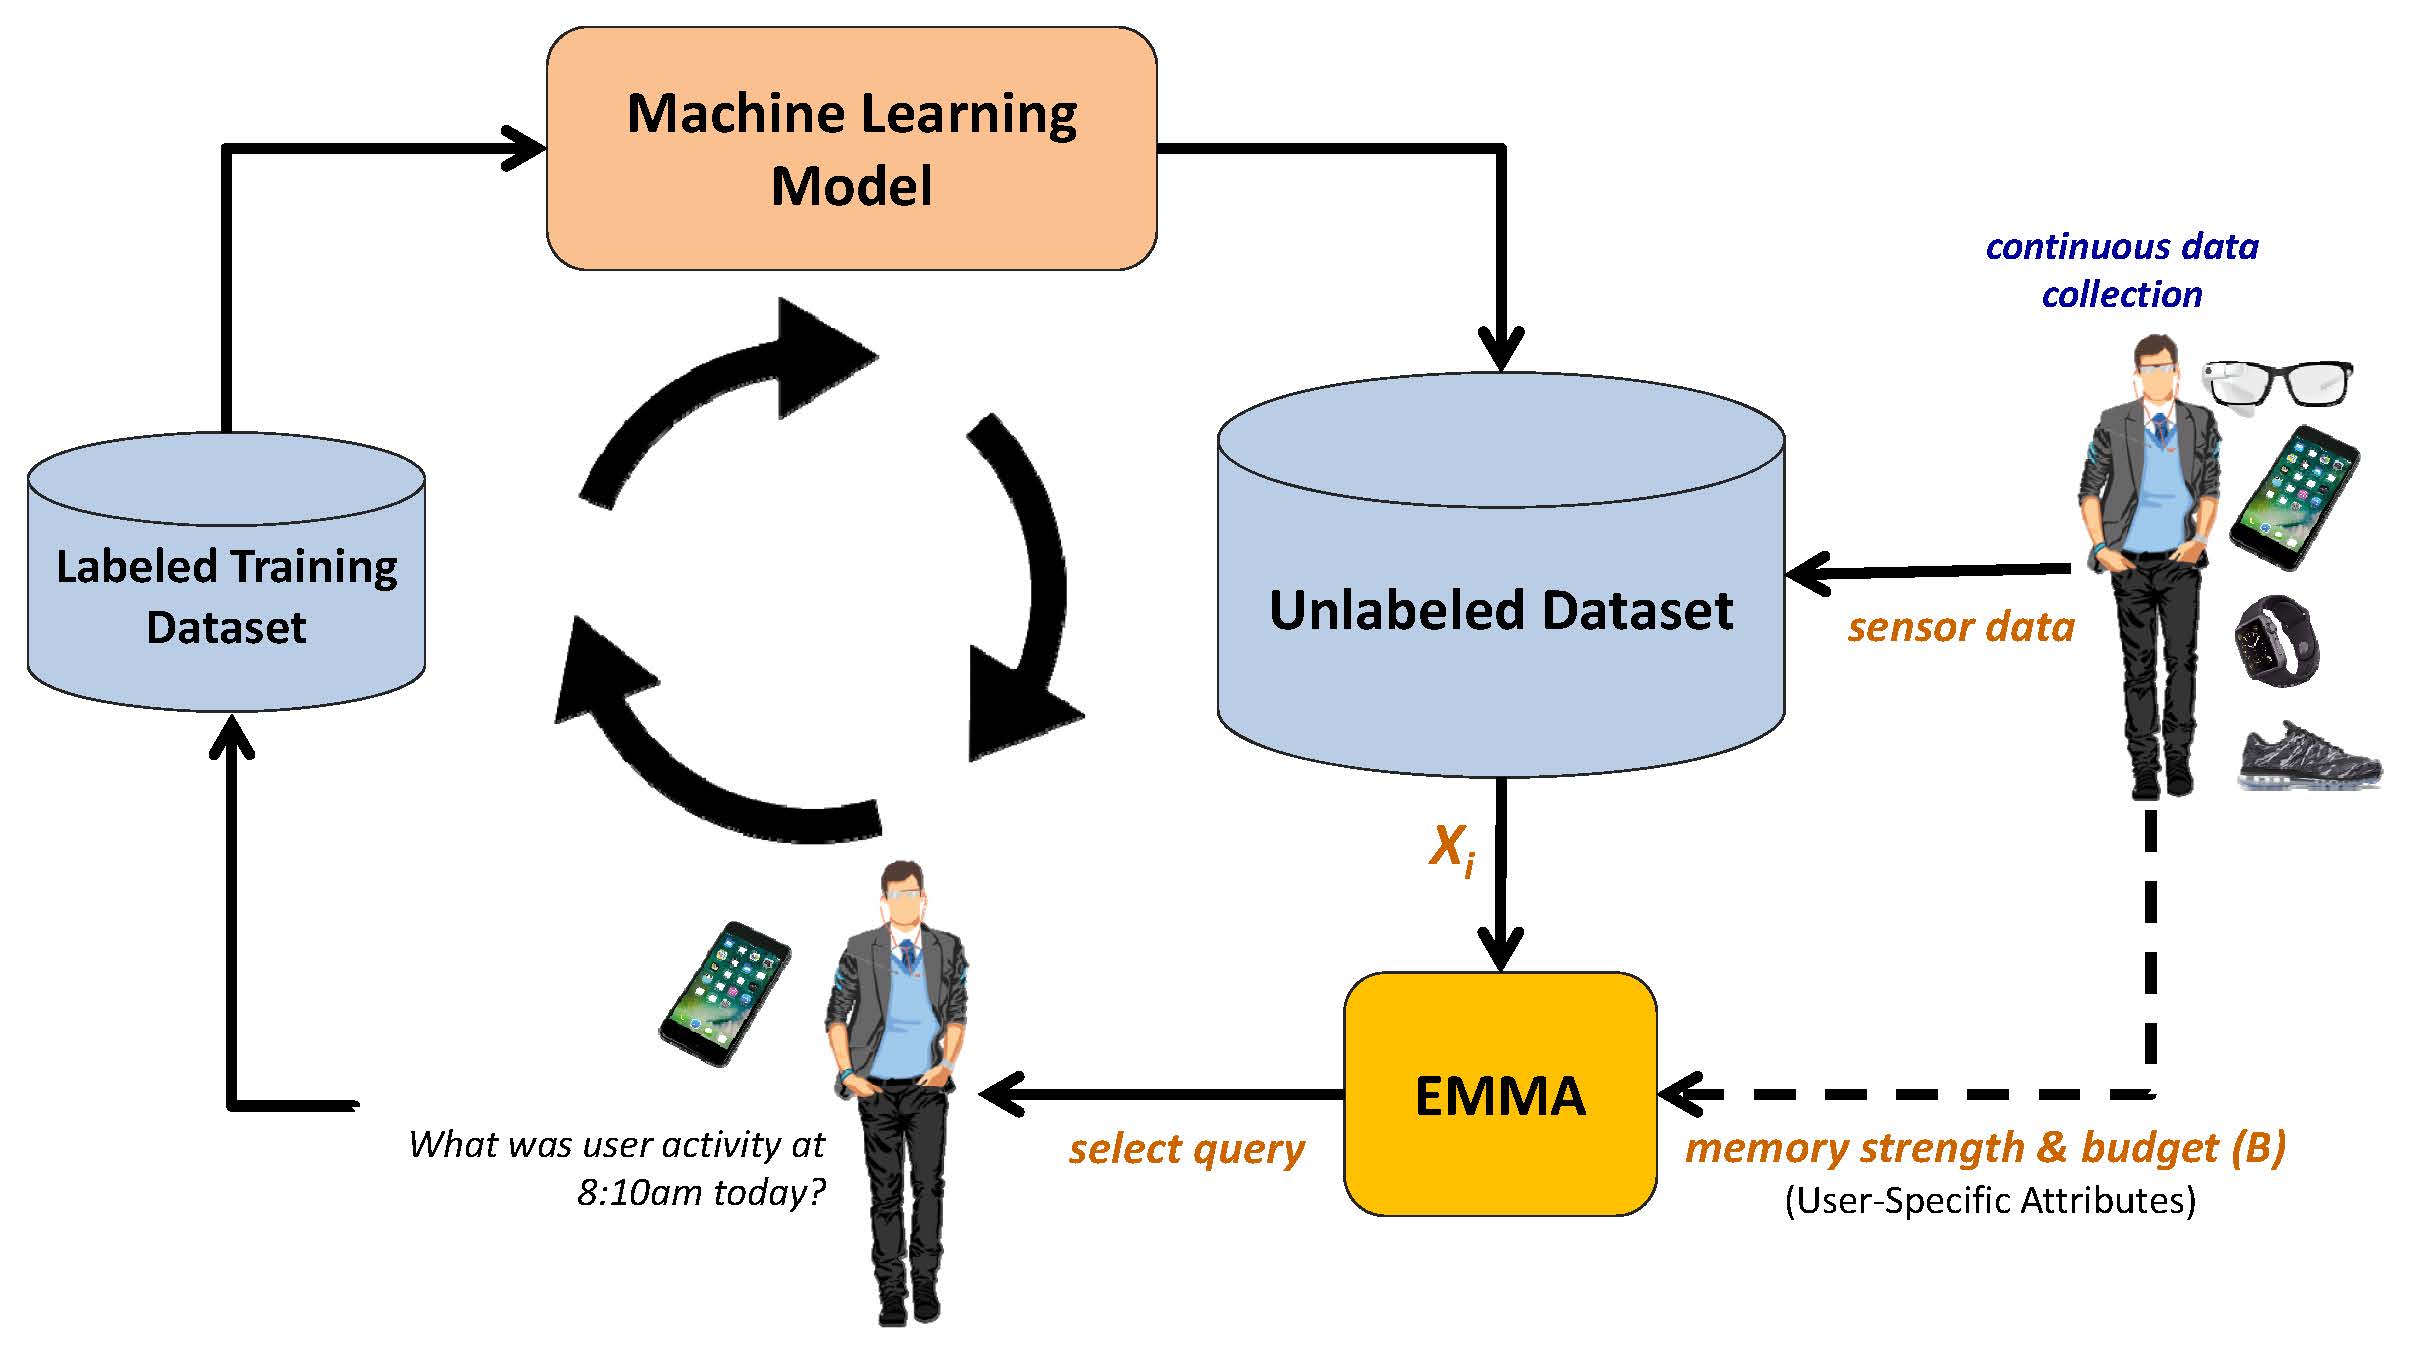 Machine Learning
Model
continuous data
collection
Labeled Training
Dataset
Unlabeled Dataset
sensor data
Xi
EMMA
select query
memory strength & budget (B)
(User-Specific Attributes)
What was user activity at
8:10am today?